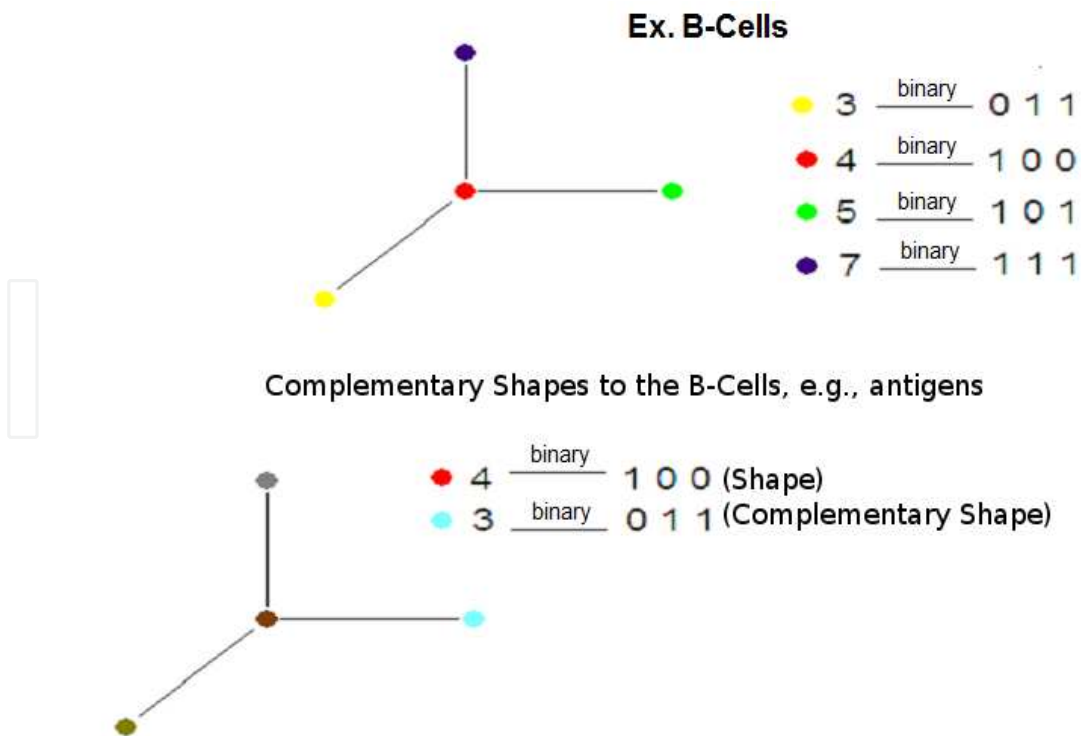 Ex. B-Cells
3 binary 0 1 1
4 binary 1 0 0
5 binary 1 0 1
7 binary 1 1 1
Complementary Shapes to the B-Cells, e.g., antigens
4 binary 1 0 0 (Shape)
3 binary 0 1 1 (Complementary Shape)